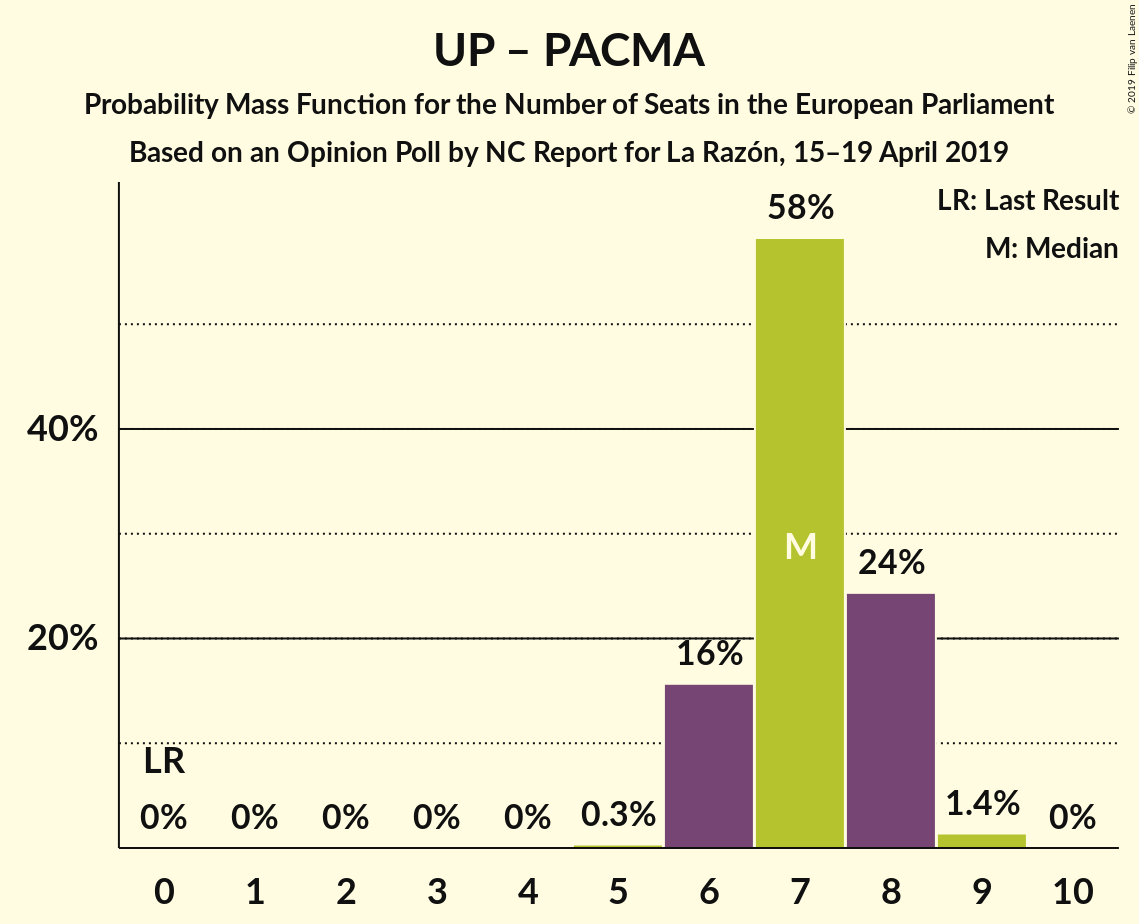 UP – PACMA
Probability Mass Function for the Number of Seats in the European Parliament
Based on an Opinion Poll by NC Report for La Razón, 15–19 April 2019
© 2019 Filip van Laenen
LR: Last Result
M: Median
58%
40%
M
24%
20%
16%
LR
0%
0%
0%
0%
0%
0.3%
1.4%
0%
0 1 2 3 4 5 6 7 8 9 10